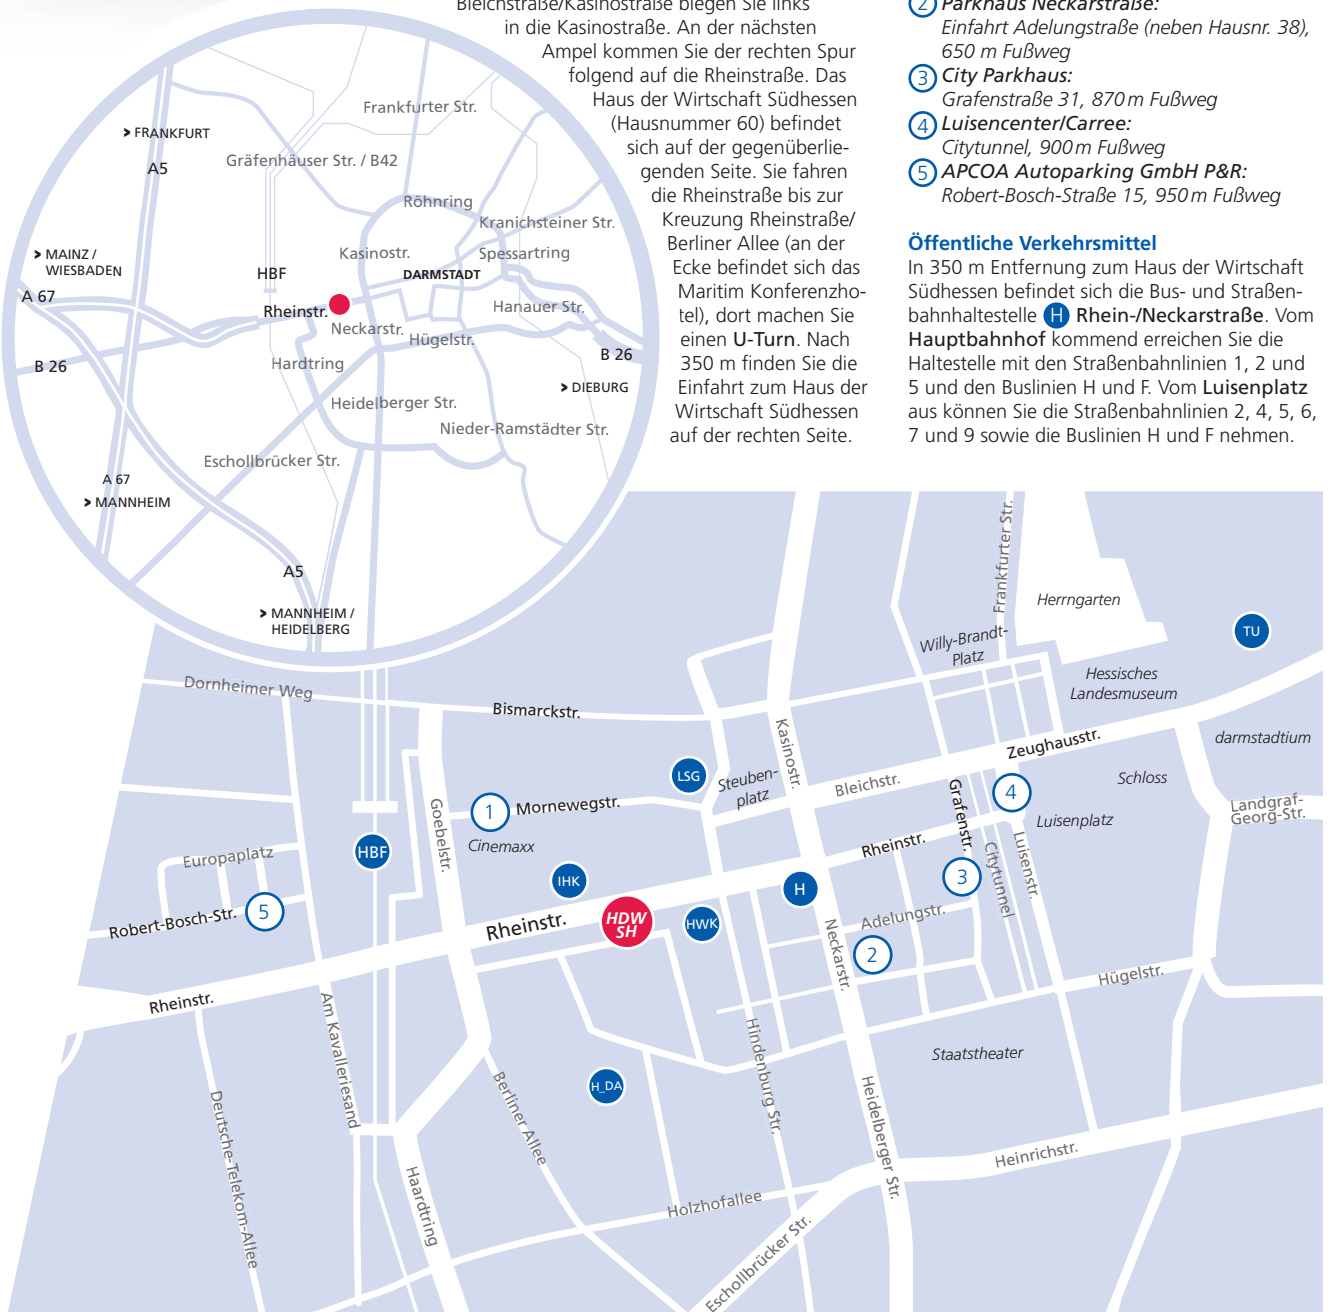 Bleichstraße/Kasinostraße biegen Sie links
in die Kasinostraße. An der nächsten
Ampel kommen Sie der rechten Spur
folgend auf die Rheinstraße. Das
Haus der Wirtschaft Südhessen
(Hausnummer 60) befindet
sich auf der gegenüberlie-
genden Seite. Sie fahren
die Rheinstraße bis zur
Kreuzung Rheinstraße/
Berliner Allee (an der
Ecke befindet sich das
Maritim Konferenzho-
tel), dort machen Sie
einen U-Turn. Nach
350 m finden Sie die
Einfahrt zum Haus der
Wirtschaft Südhessen
auf der rechten Seite.
2 Parkhaus Neckarstraße:
Einfahrt Adelungstraße (neben Hausnr. 38),
650 m Fußweg
3 City Parkhaus:
Grafenstraße 31, 870 m Fußweg
4 Luisencenter/Carree:
Citytunnel, 900 m Fußweg
5 APCOA Autoparking GmbH P&R:
Robert-Bosch-Straße 15, 950 m Fußweg
Öffentliche Verkehrsmittel
In 350 m Entfernung zum Haus der Wirtschaft
Südhessen befindet sich die Bus- und Straßen-
bahnhaltestelle H Rhein-/Neckarstraße. Vom
Hauptbahnhof kommend erreichen Sie die
Haltestelle mit den Straßenbahnlinien 1, 2 und
5 und den Buslinien H und F. Vom Luisenplatz
aus können Sie die Straßenbahnlinien 2, 4, 5, 6,
7 und 9 sowie die Buslinien H und F nehmen.
Frankfurter Str.
> FRANKFURT
A5
Gräfenhäuser Str. / B42
Röhnring
Kranichsteiner Str.
Kasinostr.
Spessartring
> MAINZ /
WIESBADEN
HBF
DARMSTADT
A 67
Rheinstr.
Hanauer Str.
Neckarstr.
Hügelstr.
B 26
B 26
Hardtring
> DIEBURG
Heidelberger Str.
Nieder-Ramstädter Str.
Eschollbrücker Str.
A 67
> MANNHEIM
A5
> MANNHEIM /
HEIDELBERG
Frankfurter Str.
Herrngarten
TU
Willy-Brandt-
Platz
Hessisches
Landesmuseum
Dornheimer Weg
Bismarckstr.
Kasinostr.
Zeughausstr.
darmstadtium
LSG
Steuben-
platz
Bleichstr.
Schloss
Grafenstr.
4
1
Mornewegstr.
Goebelstr.
Landgraf-
Georg-Str.
Luisenplatz
Cinemaxx
Rheinstr.
Luisenstr.
Citytunnel
Europaplatz
HBF
IHK
H
3
Robert-Bosch-Str.
5
HDW
SH
HWK
Rheinstr.
Adelungstr.
Neckarstr.
2
Hügelstr.
Rheinstr.
Am Kavalleriesand
Hindenburg Str.
Staatstheater
H_DA
Berliner Allee
Deutsche-Telekom-Allee
Heidelberger Str.
Heinrichstr.
Haardtring
Holzhofallee
Eschollbrücker Str.